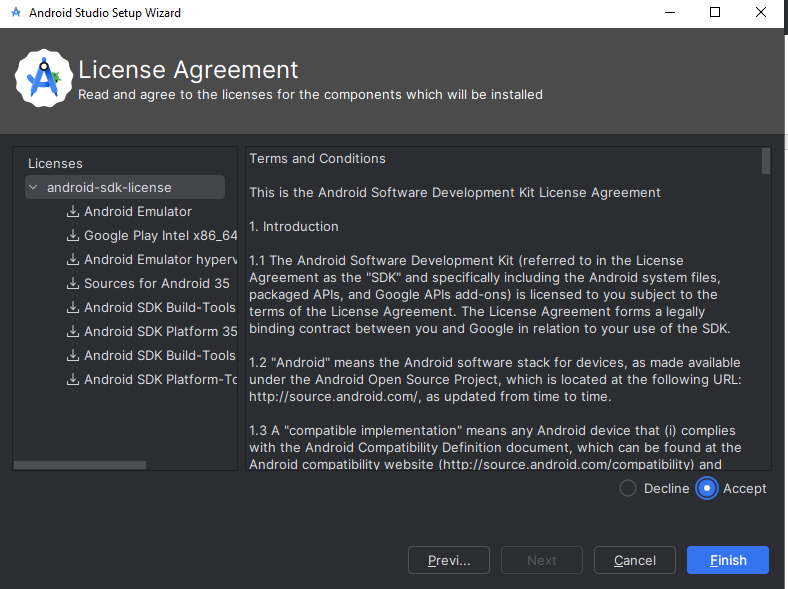 Android Studio Setup Wizard
License Agreement
Read and agree to the licenses for the components which will be installed
Licenses
android-sdk-license
Android Emulator
Google Play Intel x86_64
Android Emulator hyperv
Sources for Android 35
Android SDK Build-Tools
Android SDK Platform 35
Android SDK Build-Tools
Android SDK Platform-To
Terms and Conditions
This is the Android Software Development Kit License Agreement
1. Introduction
1.1 The Android Software Development Kit (referred to in the License
Agreement as the "SDK" and specifically including the Android system files,
packaged APIs, and Google APIs add-ons) is licensed to you subject to the
terms of the License Agreement. The License Agreement forms a legally
binding contract between you and Google in relation to your use of the SDK.
1.2 "Android" means the Android software stack for devices, as made available
under the Android Open Source Project, which is located at the following URL:
http://source.android.com/, as updated from time to time.
1.3 A "compatible implementation" means any Android device that (i) complies
with the Android Compatibility Definition document, which can be found at the
Android compatibility website (http://source.android.com/compatibility) and
Decline Accept
Previ... Next Cancel Finish